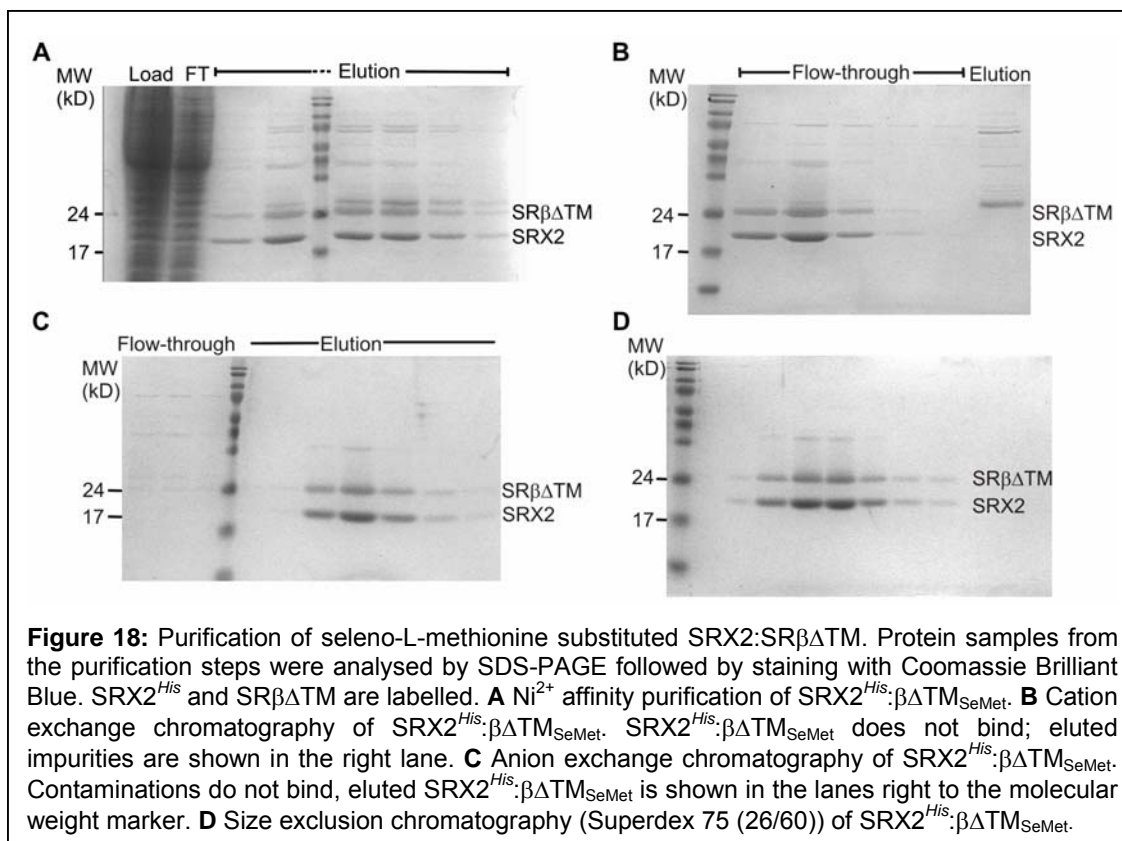 A
MW
(kD)
Load FT Elution
24
17
SRβΔTM
SRX2
B
MW
(kD)
Flow-through Elution
24
17
SRβΔTM
SRX2
C
Flow-through Elution
MW
(kD)
24
17
SRβΔTM
SRX2
D
MW
(kD)
24
17
SRβΔTM
SRX2
Figure 18: Purification of seleno-L-methionine substituted SRX2:SRβΔTM. Protein samples from
the purification steps were analysed by SDS-PAGE followed by staining with Coomassie Brilliant
Blue. SRX2His and SRβΔTM are labelled. A Ni2+ affinity purification of SRX2His:βΔTMSeMet. B Cation
exchange chromatography of SRX2His:βΔTMSeMet. SRX2His:βΔTMSeMet does not bind; eluted
impurities are shown in the right lane. C Anion exchange chromatography of SRX2His:βΔTMSeMet.
Contaminations do not bind, eluted SRX2His:βΔTMSeMet is shown in the lanes right to the molecular
weight marker. D Size exclusion chromatography (Superdex 75 (26/60)) of SRX2His:βΔTMSeMet.